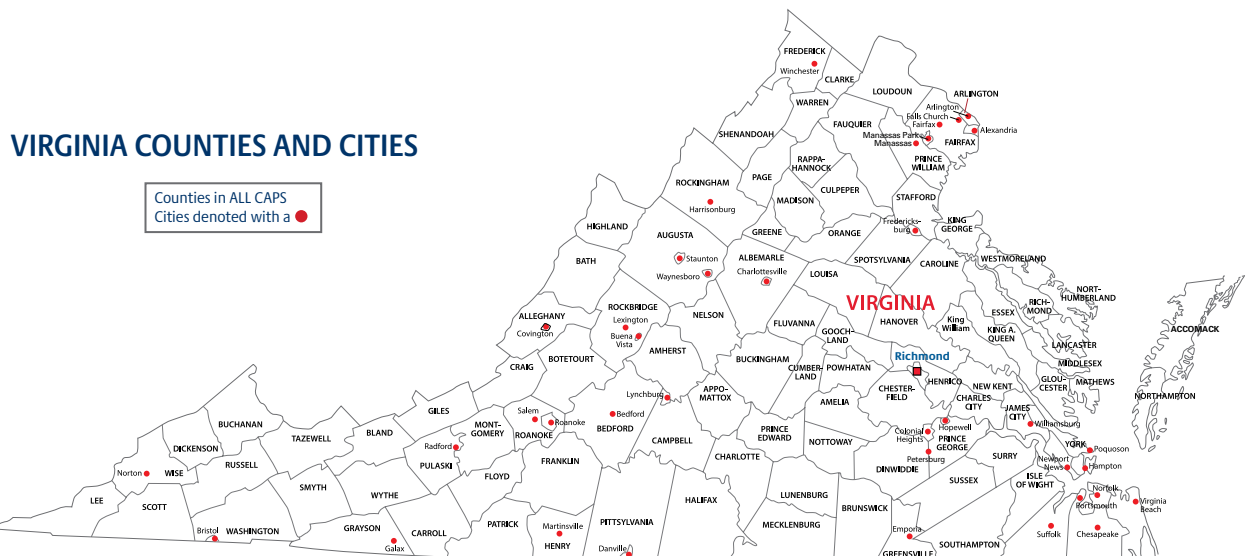 VIRGINIA COUNTIES AND CITIES
Counties in ALL CAPS
Cities denoted with a
FREDERICK
Winchester
CLARKE
LOUDOUN
ARLINGTON
WARREN
Arlington
Falls Church
Fairfax
FAUQUIER
SHENANDOAH
Manassas Park
Manassas
Alexandria
FAIRFAX
RAPPA-
HANNOCK
PRINCE
WILLIAM
PAGE
ROCKINGHAM
CULPEPER
MADISON
STAFFORD
Harrisonburg
HIGHLAND
AUGUSTA
GREENE
ORANGE
Fredericks-
burg
KING
GEORGE
BATH
Staunton
Waynesboro
ALBEMARLE
Charlottesville
LOUISA
SPOTSYLVANIA
CAROLINE
WESTMORELAND
NORT-
HUMBERLAND
VIRGINIA
RICH-
MOND
ESSEX
ALLEGHANY
Covington
ROCKBRIDGE
Lexington
Buena
Vista
NELSON
FLUVANNA
GOOCH-
LAND
HANOVER
King
William
KING A.
QUEEN
LANCASTER
ACCOMACK
AMHERST
BOTETOURT
CRAIG
BUCKINGHAM
CUMBER-
LAND
POWHATAN
Richmond
HENRICO
NEW KENT
MIDDLESEX
GLOU-
CESTER
MATHEWS
NORTHAMPTON
CHESTER-
FIELD
CHARLES
CITY
JAMES
CITY
Williamsburg
APPO-
MATTOX
AMELIA
Lynchburg
GILES
Salem
Roanoke
ROANOKE
Bedford
BEDFORD
MONT-
GOMERY
Radford
PULASKI
BLAND
TAZEWELL
BUCHANAN
DICKENSON
RUSSELL
Norton
WISE
LEE
SCOTT
SMYTH
WYTHE
FLOYD
FRANKLIN
CAMPBELL
PRINCE
EDWARD
NOTTOWAY
CHARLOTTE
Colonial
Heights
Hopewell
PRINCE
GEORGE
Petersburg
DINWIDDIE
SURRY
SUSSEX
YORK
Poquoson
Newport
News
Hampton
ISLE
OF WIGHT
Norfolk
Portsmouth
Virginia
Beach
Suffolk
Chesapeake
Bristol
WASHINGTON
GRAYSON
Galax
CARROLL
PATRICK
Martinsville
HENRY
PITTSYLVANIA
Danville
HALIFAX
LUNENBURG
MECKLENBURG
BRUNSWICK
Emporia
GREENSVILLE
SOUTHAMPTON